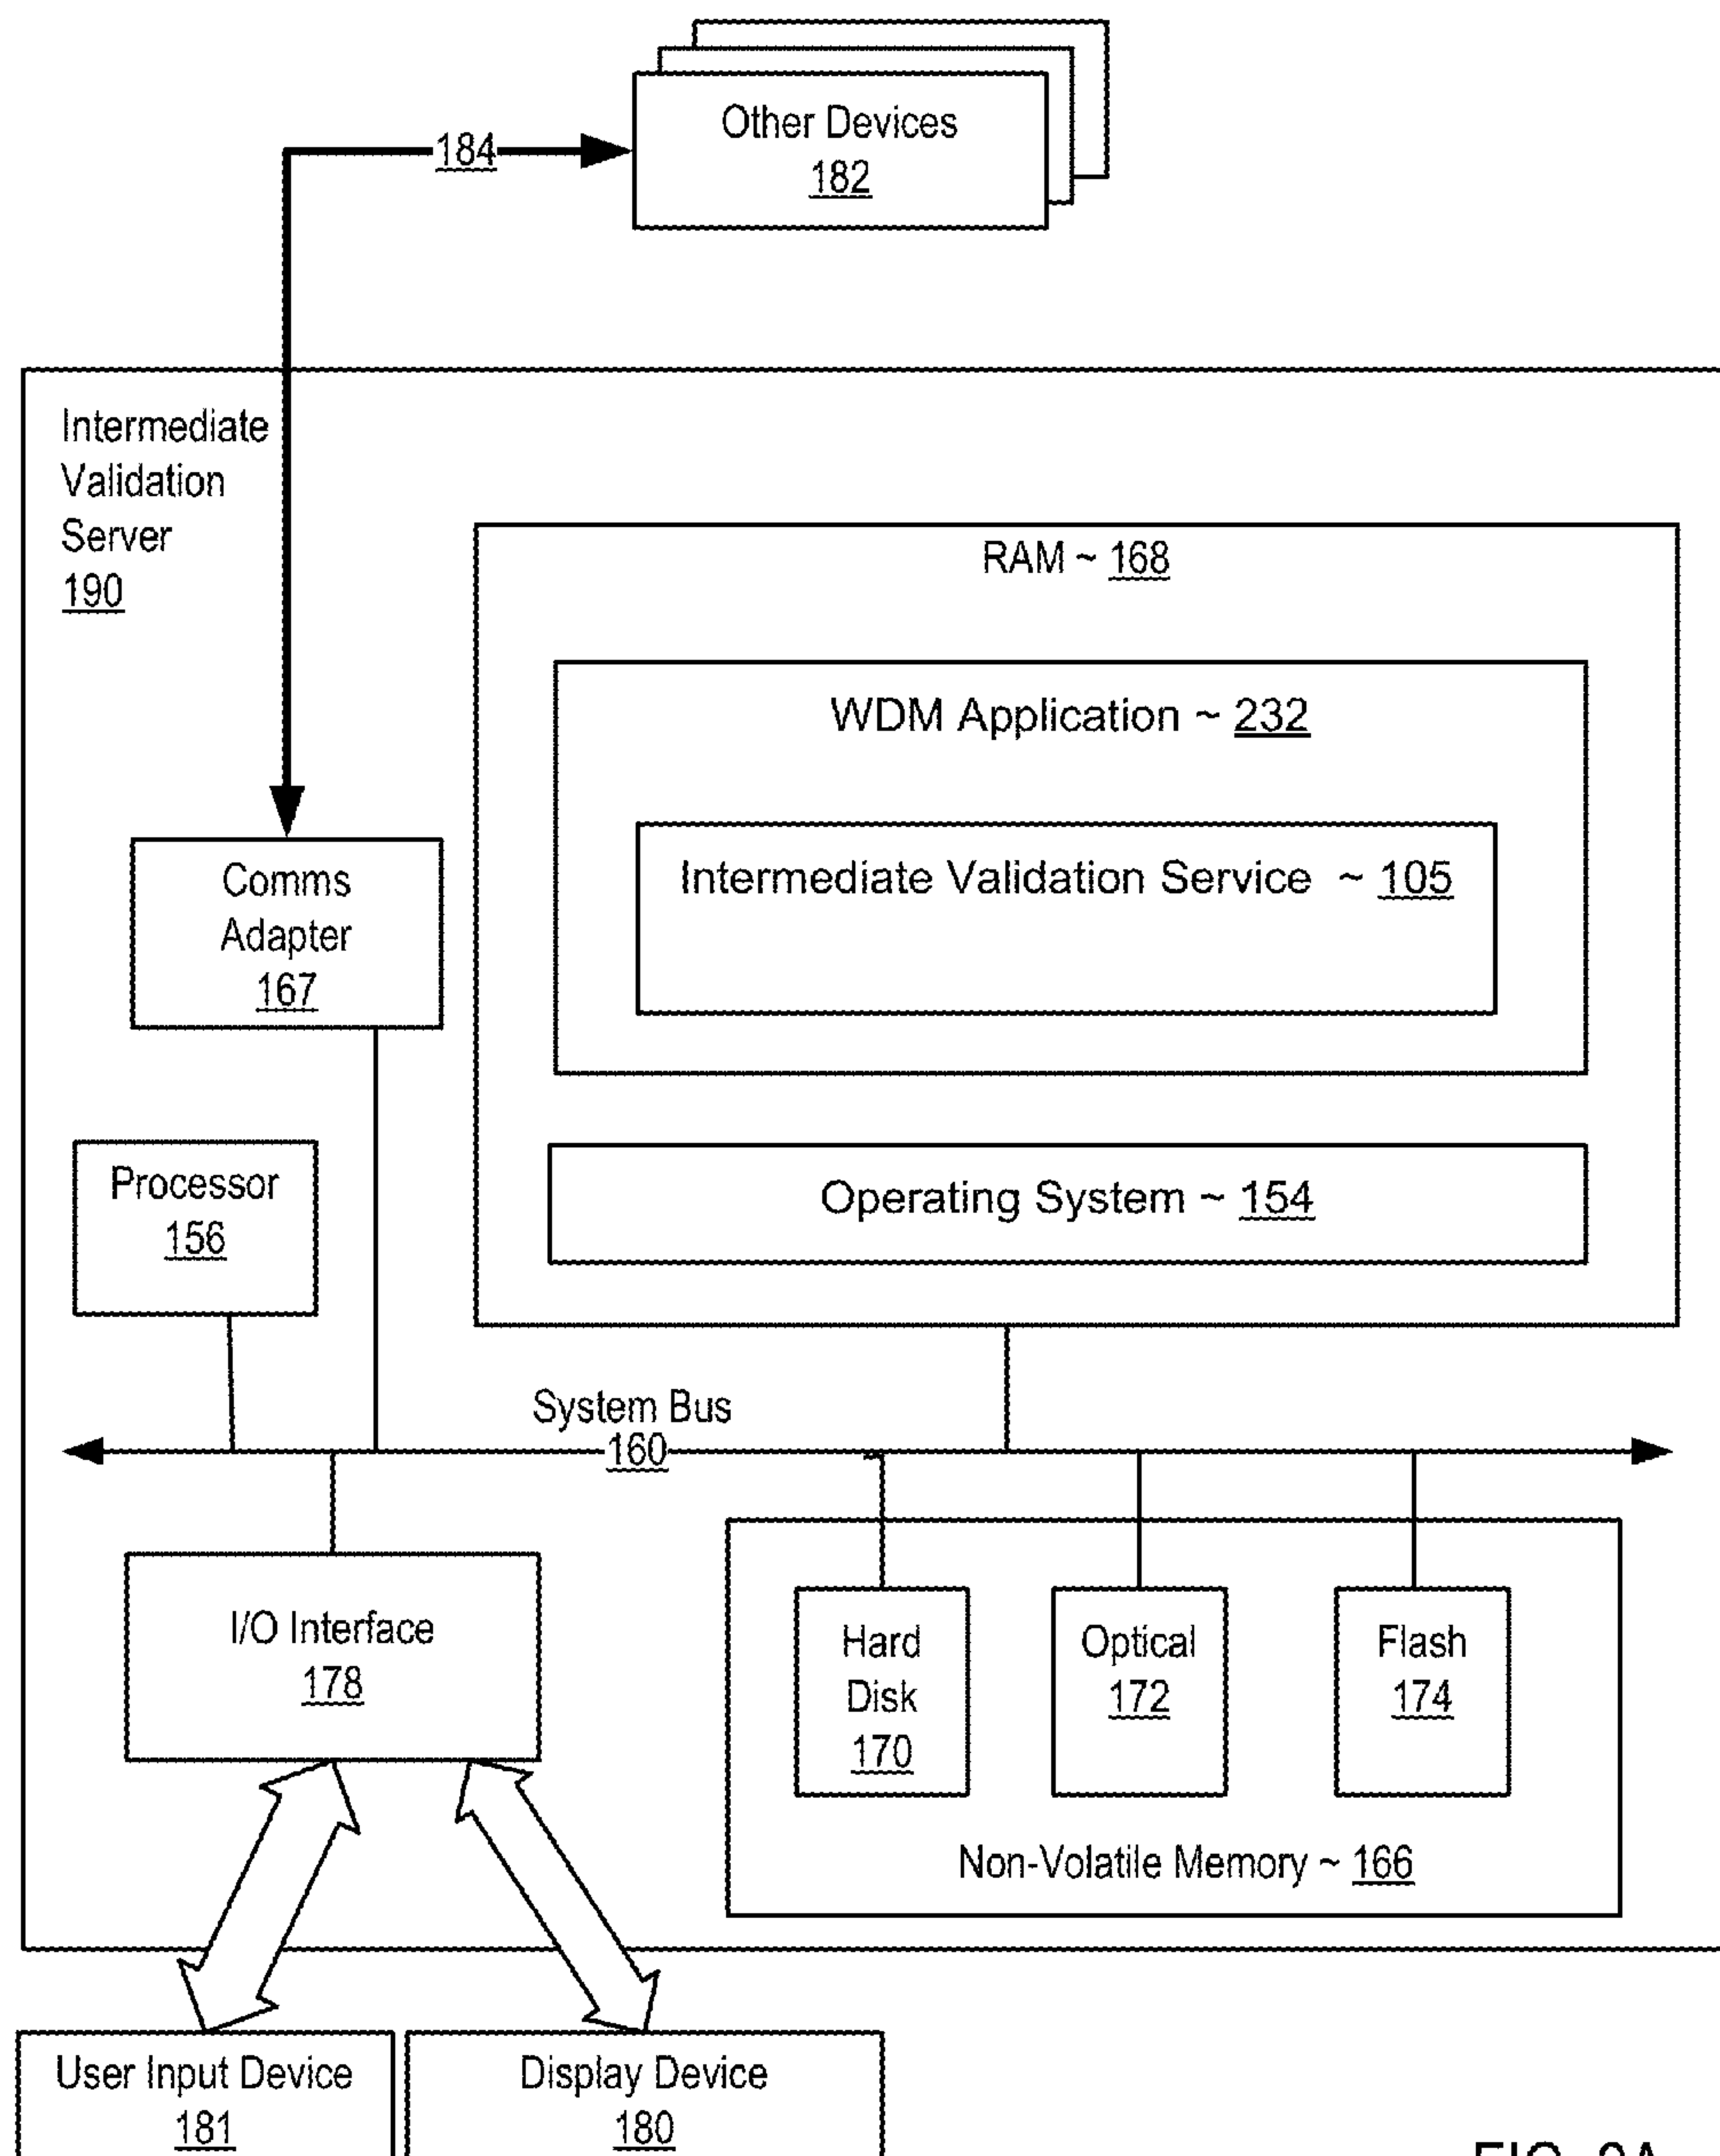 184
Other Devices
182
Intermediate
Validation
Server
190
RAM ~ 168
WDM Application ~ 232
Intermediate Validation Service ~ 105
Comms
Adapter
167
Processor
156
Operating System ~ 154
System Bus
160
I/O Interface
178
Hard
Disk
170
Optical
172
Flash
174
Non-Volatile Memory ~ 166
User Input Device
181
Display Device
180